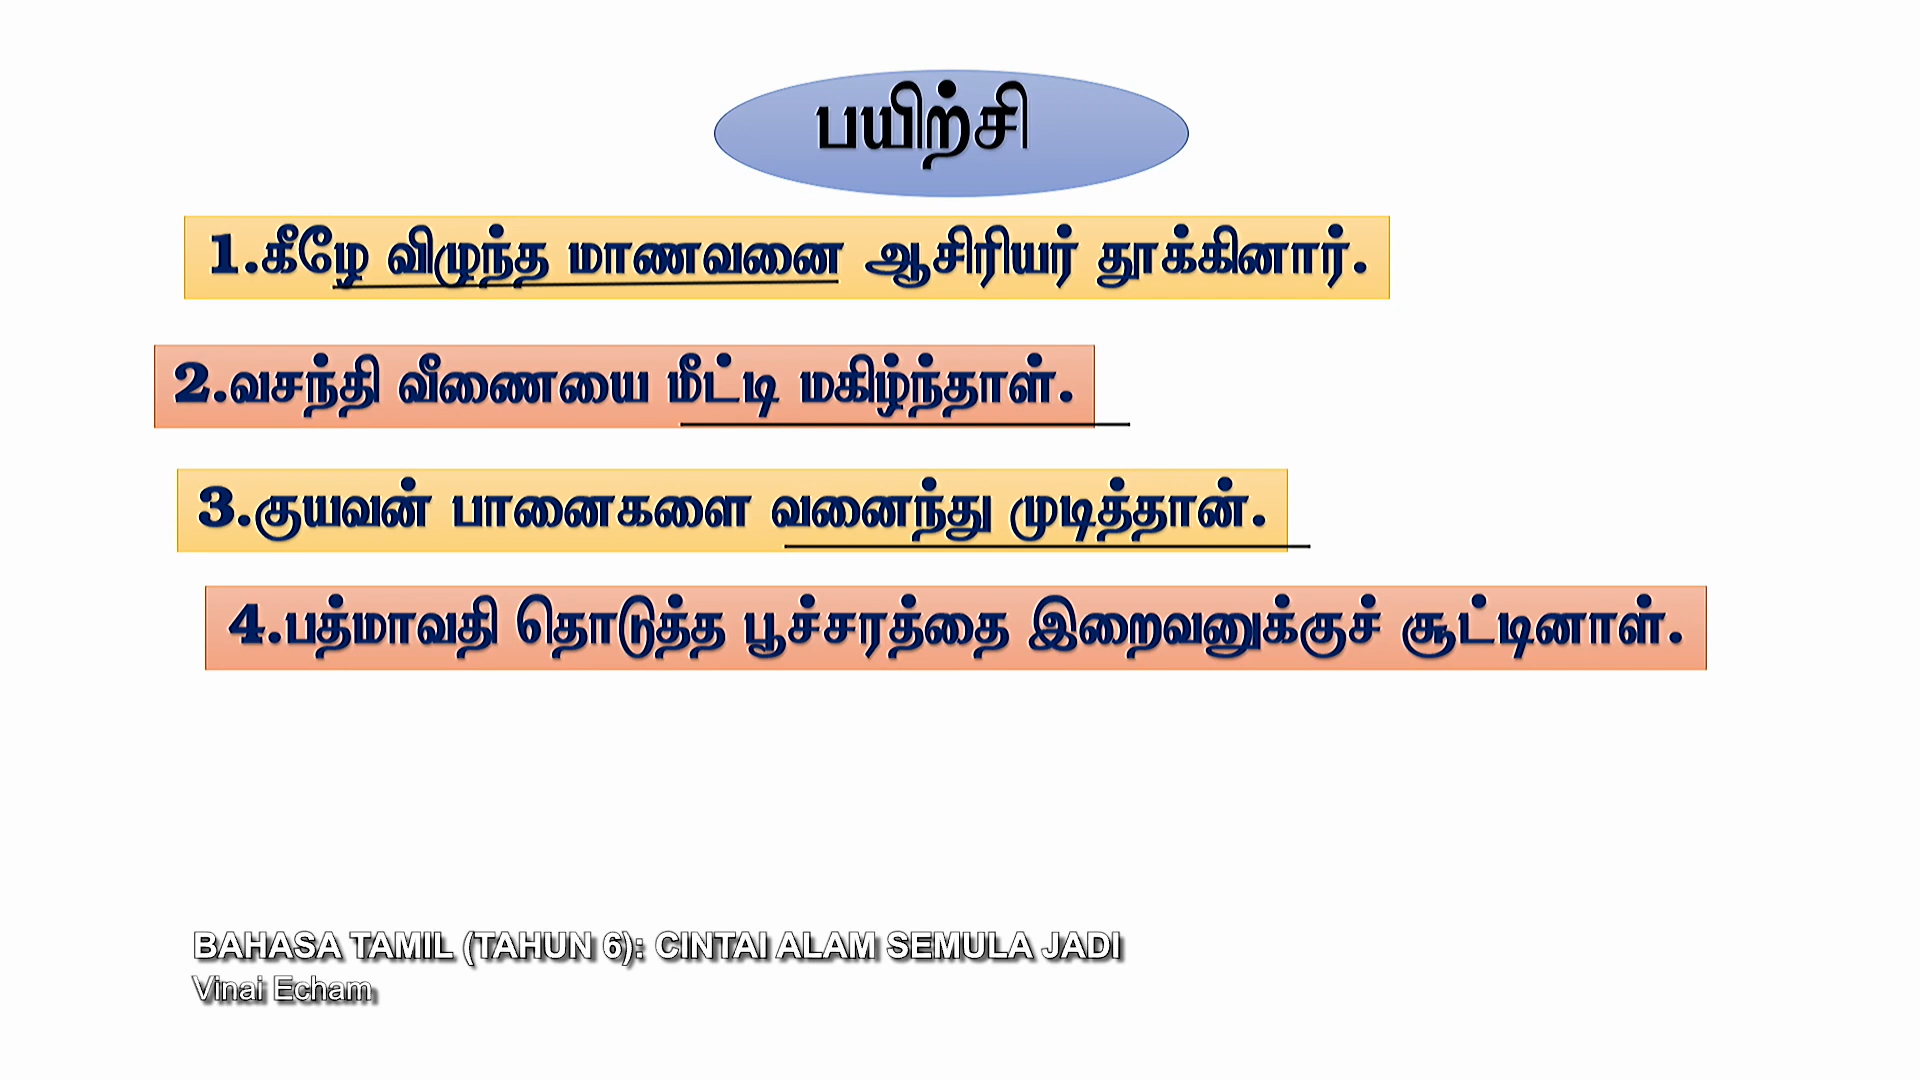 பயிற்சி
1.கீழே விழுந்த மாணவனை ஆசிரியர் தூக்கினார்.
2.வசந்தி வீணையை மீட்டி மகிழ்ந்தாள்.
3.குயவன் பானைகளை வனைந்து முடித்தான்.
4.பத்மாவதி தொடுத்த பூச்சரத்தை இறைவனுக்குச் சூட்டினாள்.
BAHASA TAMIL (TAHUN 6): CINTAI ALAM SEMULA JADI
Vinai Echam